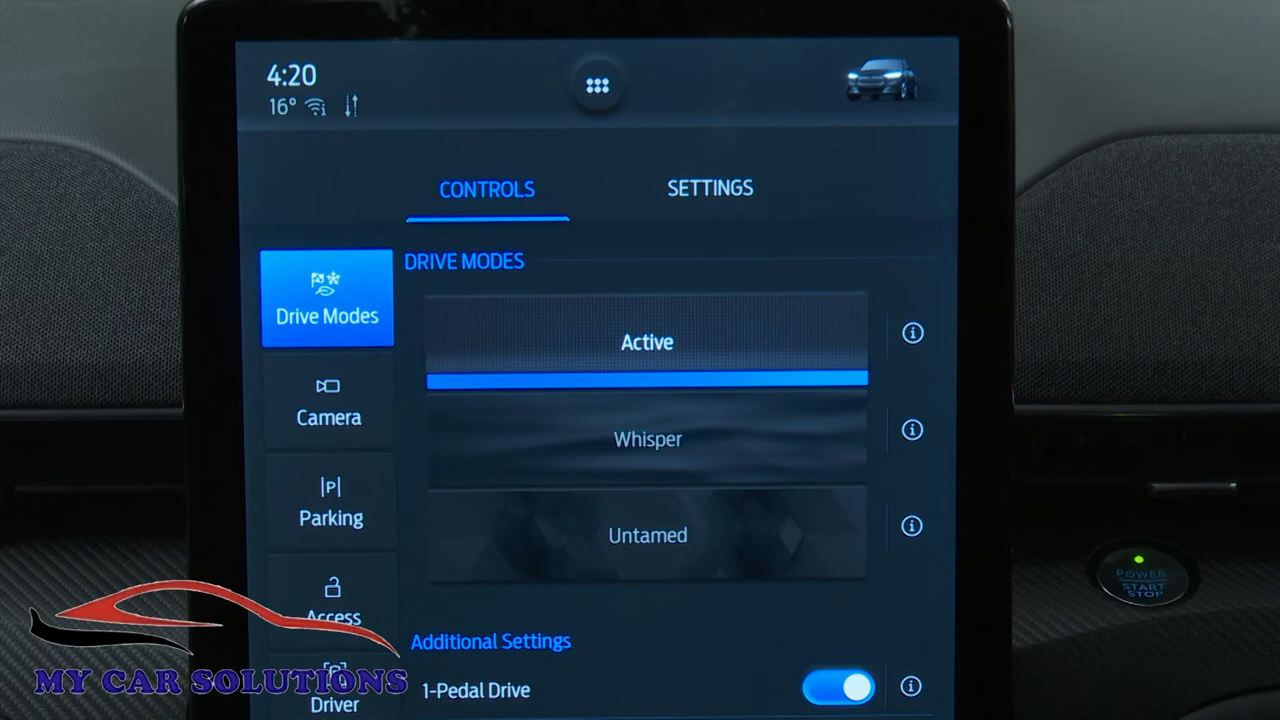 4:20
16°
CONTROLS
SETTINGS
DRIVE MODES
Drive Modes
Active
Camera
Whisper
P
Parking
Untamed
Access
POWER
START
STOP
Additional Settings
1-Pedal Drive
Driver
MY CAR SOLUTIONS